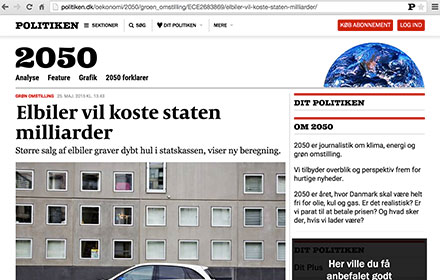 politiken.dk/oekonomi/2050/groen_omstilling/ECE2683869/elbiler-vil-koste-staten-milliarder/
P
POLITIKEN
SEKTIONER
SØG
DIT POLITIKEN
MERE
KØB ABONNEMENT
LOG IND
2050
Analyse Feature Grafik 2050 forklarer
GRØN OMSTILLING 25. MAJ. 2015 KL.
Elbiler vil koste staten
milliarder
Større salg af elbiler graver dybt hul i statskassen, viser ny beregning.
DIT POLITIKEN
OM 2050
2050 er journalistik om klima, energi og
grøn omstilling.
Vi tilbyder overblik og perspektiv frem for
hurtige nyheder.
2050 er året, hvor Danmark skal være helt
fri for olie, kul og gas. Er det realistisk? Er
vi parat til at betale prisen? Og hvad sker
der, hvis vi lader være?
DIT POLITIKEN
Dit Plus
Her ville du få
anbefalet godt